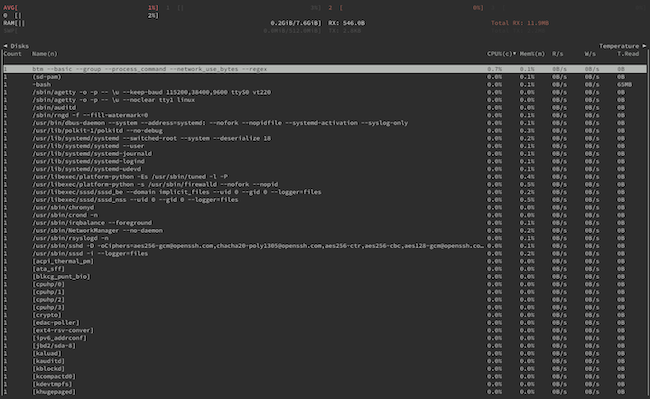 AVG[ 1%]
0 [| 2%] 2 [ 0%]
RAM[|| 0.2GiB/7.6GiB] RX: 546.0B Total RX: 11.9MB
◄ Disks Temperature ►
Count Name(n) CPU%(c)▼ Mem%(m) R/s W/s T.Read
1 btm --basic --group --process_command --network_use_bytes --regex 0.7% 0.1% 0B/s 0B/s 0B
1 (sd-pam) 0.0% 0.1% 0B/s 0B/s 0B
1 -bash 0.0% 0.1% 0B/s 0B/s 65MB
1 /sbin/agetty -o -p -- \u --keep-baud 115200,38400,9600 ttyS0 vt220 0.0% 0.0% 0B/s 0B/s 0B
1 /sbin/agetty -o -p -- \u --noclear tty1 linux 0.0% 0.0% 0B/s 0B/s 0B
1 /sbin/auditd 0.0% 0.0% 0B/s 0B/s 0B
1 /sbin/rngd -f --fill-watermark=0 0.0% 0.1% 0B/s 0B/s 0B
1 /usr/bin/dbus-daemon --system --address=systemd: --nofork --nopidfile --systemd-activation --syslog-only 0.0% 0.1% 0B/s 0B/s 0B
1 /usr/lib/polkit-1/polkitd --no-debug 0.0% 0.3% 0B/s 0B/s 0B
1 /usr/lib/systemd/systemd --switched-root --system --deserialize 18 0.0% 0.2% 0B/s 0B/s 0B
1 /usr/lib/systemd/systemd --user 0.0% 0.1% 0B/s 0B/s 0B
1 /usr/lib/systemd/systemd-journald 0.0% 0.1% 0B/s 0B/s 0B
1 /usr/lib/systemd/systemd-logind 0.0% 0.1% 0B/s 0B/s 0B
1 /usr/lib/systemd/systemd-udevd 0.0% 0.1% 0B/s 0B/s 0B
1 /usr/libexec/platform-python -Es /usr/sbin/tuned -l -P 0.0% 0.4% 0B/s 0B/s 0B
1 /usr/libexec/platform-python -s /usr/sbin/firewalld --nofork --nopid 0.0% 0.5% 0B/s 0B/s 0B
1 /usr/libexec/sssd/sssd_be --domain implicit_files --uid 0 --gid 0 --logger=files 0.0% 0.2% 0B/s 0B/s 0B
1 /usr/libexec/sssd/sssd_nss --uid 0 --gid 0 --logger=files 0.0% 0.5% 0B/s 0B/s 0B
1 /usr/sbin/chronyd 0.0% 0.0% 0B/s 0B/s 0B
1 /usr/sbin/crond -n 0.0% 0.0% 0B/s 0B/s 0B
1 /usr/sbin/irqbalance --foreground 0.0% 0.1% 0B/s 0B/s 0B
1 /usr/sbin/NetworkManager --no-daemon 0.0% 0.2% 0B/s 0B/s 0B
1 /usr/sbin/rsyslogd -n 0.0% 0.1% 0B/s 0B/s 0B
1 /usr/sbin/sshd -D -oCiphers=aes256-gcm@openssh.com,chacha20-poly1305@openssh.com,aes256-ctr,aes256-cbc,aes128-gcm@openssh.co… 0.0% 0.1% 0B/s 0B/s 0B
1 /usr/sbin/sssd -i --logger=files 0.0% 0.2% 0B/s 0B/s 0B
1 [acpi_thermal_pm] 0.0% 0.0% 0B/s 0B/s 0B
1 [ata_sff] 0.0% 0.0% 0B/s 0B/s 0B
1 [blkcg_punt_bio] 0.0% 0.0% 0B/s 0B/s 0B
1 [cpuhp/0] 0.0% 0.0% 0B/s 0B/s 0B
1 [cpuhp/1] 0.0% 0.0% 0B/s 0B/s 0B
1 [cpuhp/2] 0.0% 0.0% 0B/s 0B/s 0B
1 [cpuhp/3] 0.0% 0.0% 0B/s 0B/s 0B
1 [crypto] 0.0% 0.0% 0B/s 0B/s 0B
1 [edac-poller] 0.0% 0.0% 0B/s 0B/s 0B
1 [ext4-rsv-conver] 0.0% 0.0% 0B/s 0B/s 0B
1 [ipv6_addrconf] 0.0% 0.0% 0B/s 0B/s 0B
1 [jbd2/sda-8] 0.0% 0.0% 0B/s 0B/s 0B
1 [kaluad] 0.0% 0.0% 0B/s 0B/s 0B
1 [kauditd] 0.0% 0.0% 0B/s 0B/s 0B
1 [kblockd] 0.0% 0.0% 0B/s 0B/s 0B
1 [kcompactd0] 0.0% 0.0% 0B/s 0B/s 0B
1 [kdevtmpfs] 0.0% 0.0% 0B/s 0B/s 0B
1 [khugepaged] 0.0% 0.0% 0B/s 0B/s 0B